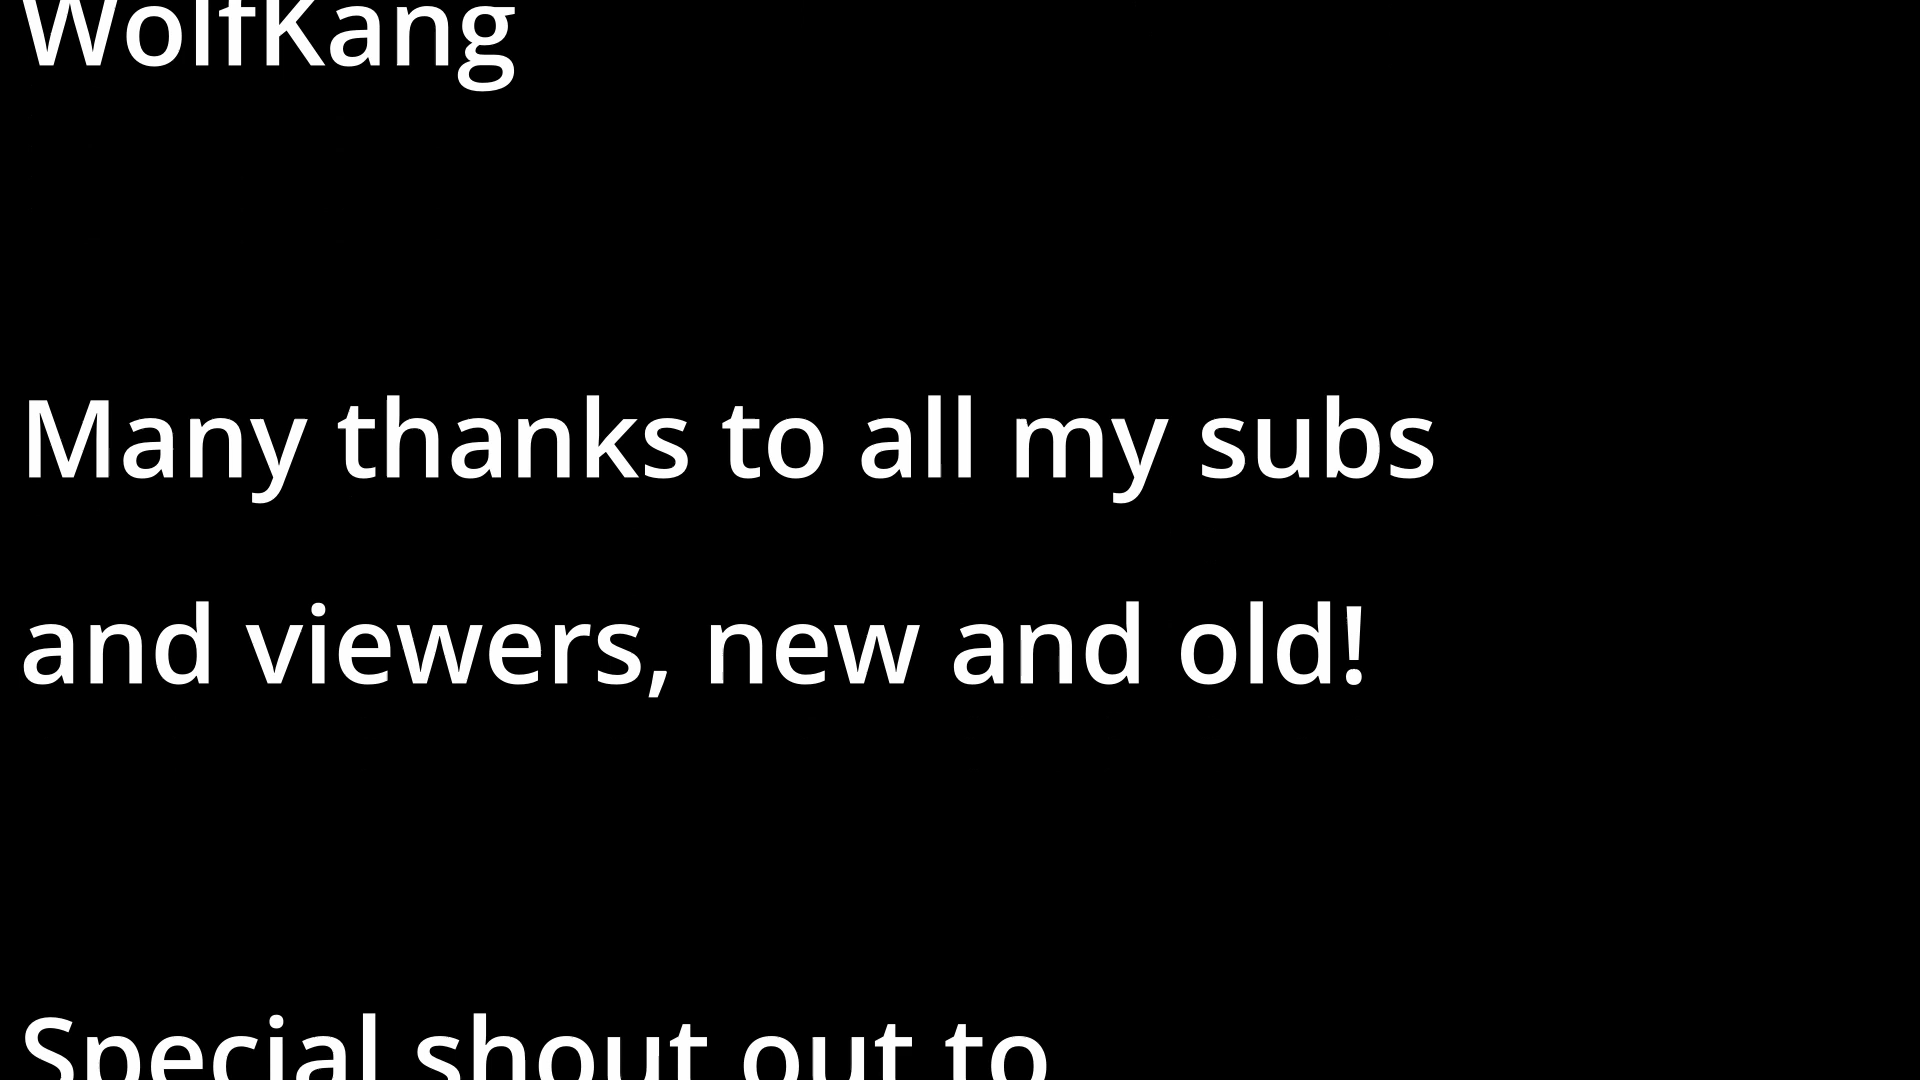 WolfKang
Many thanks to all my subs
and viewers, new and old!
Special shout out to